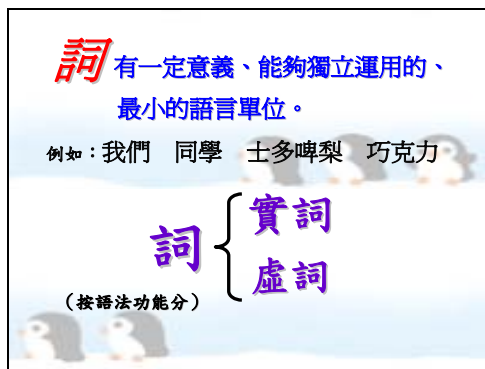 詞 有一定意義、能夠獨立運用的、
最小的語言單位。
例如：我們 同學 士多啤梨 巧克力
實詞
詞
虛詞
（按語法功能分）